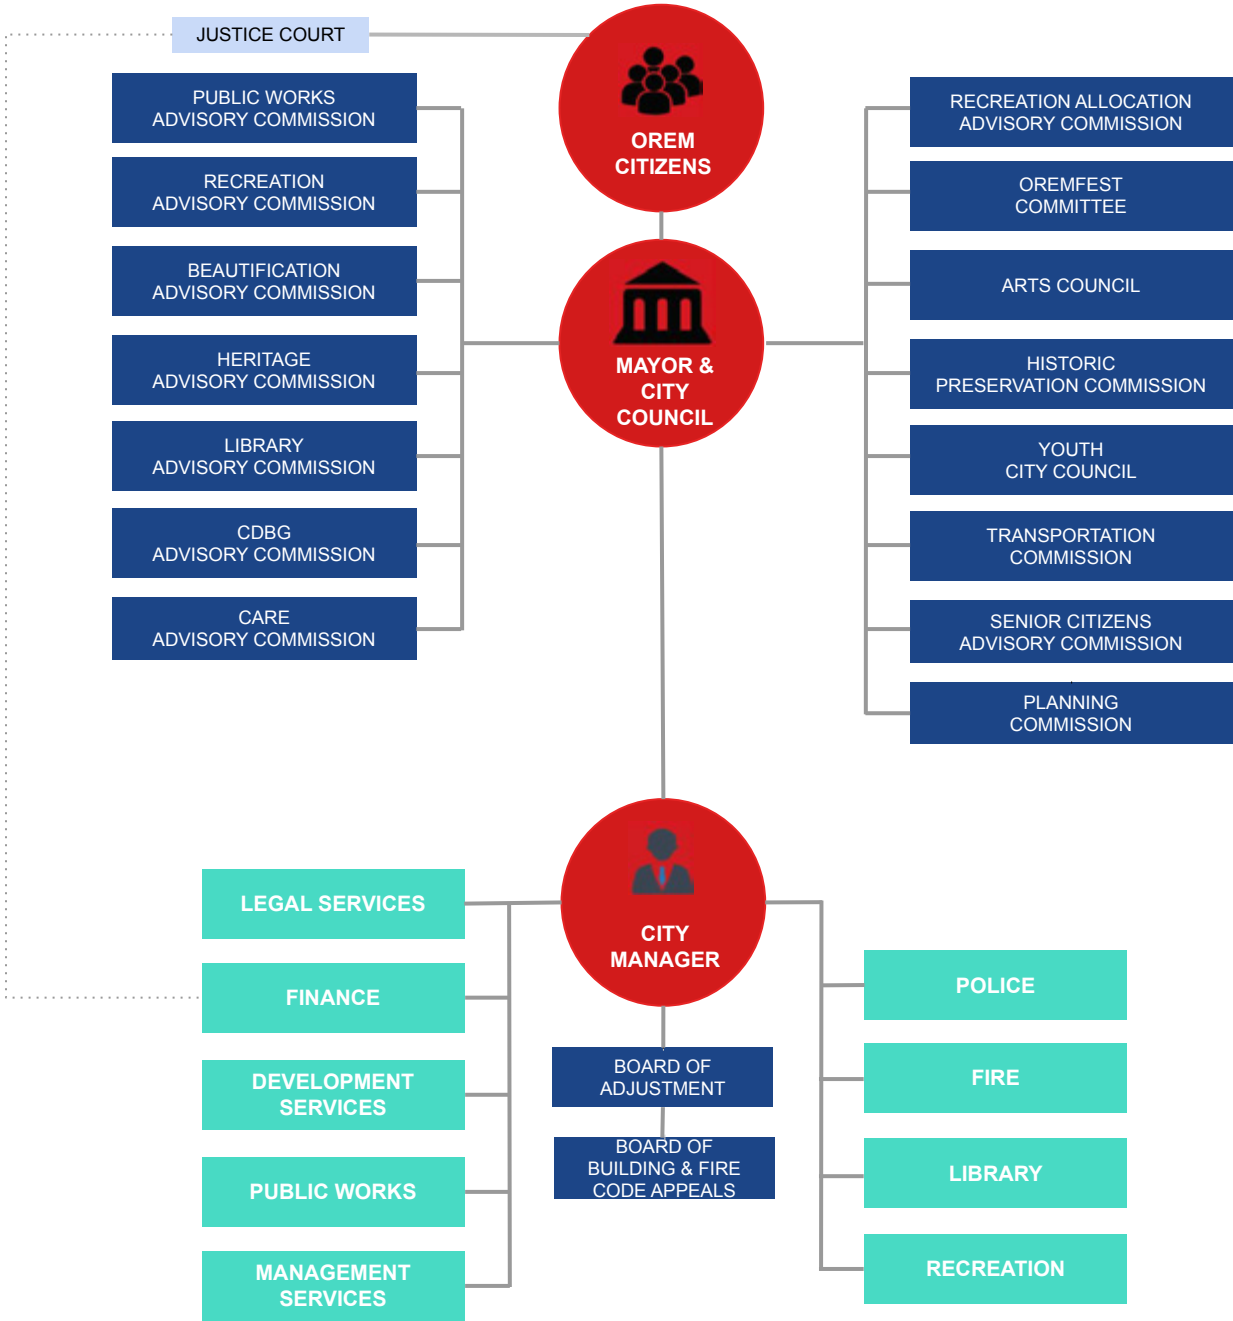 JUSTICE COURT
OREM
CITIZENS
PUBLIC WORKS
ADVISORY COMMISSION
RECREATION
ADVISORY COMMISSION
BEAUTIFICATION
ADVISORY COMMISSION
HERITAGE
ADVISORY COMMISSION
LIBRARY
ADVISORY COMMISSION
CDBG
ADVISORY COMMISSION
CARE
ADVISORY COMMISSION
MAYOR &
CITY
COUNCIL
RECREATION ALLOCATION
ADVISORY COMMISSION
OREMFEST
COMMITTEE
ARTS COUNCIL
HISTORIC
PRESERVATION COMMISSION
YOUTH
CITY COUNCIL
TRANSPORTATION
COMMISSION
SENIOR CITIZENS
ADVISORY COMMISSION
PLANNING
COMMISSION
CITY
MANAGER
LEGAL SERVICES
FINANCE
DEVELOPMENT
SERVICES
PUBLIC WORKS
MANAGEMENT
SERVICES
BOARD OF
ADJUSTMENT
BOARD OF
BUILDING & FIRE
CODE APPEALS
POLICE
FIRE
LIBRARY
RECREATION